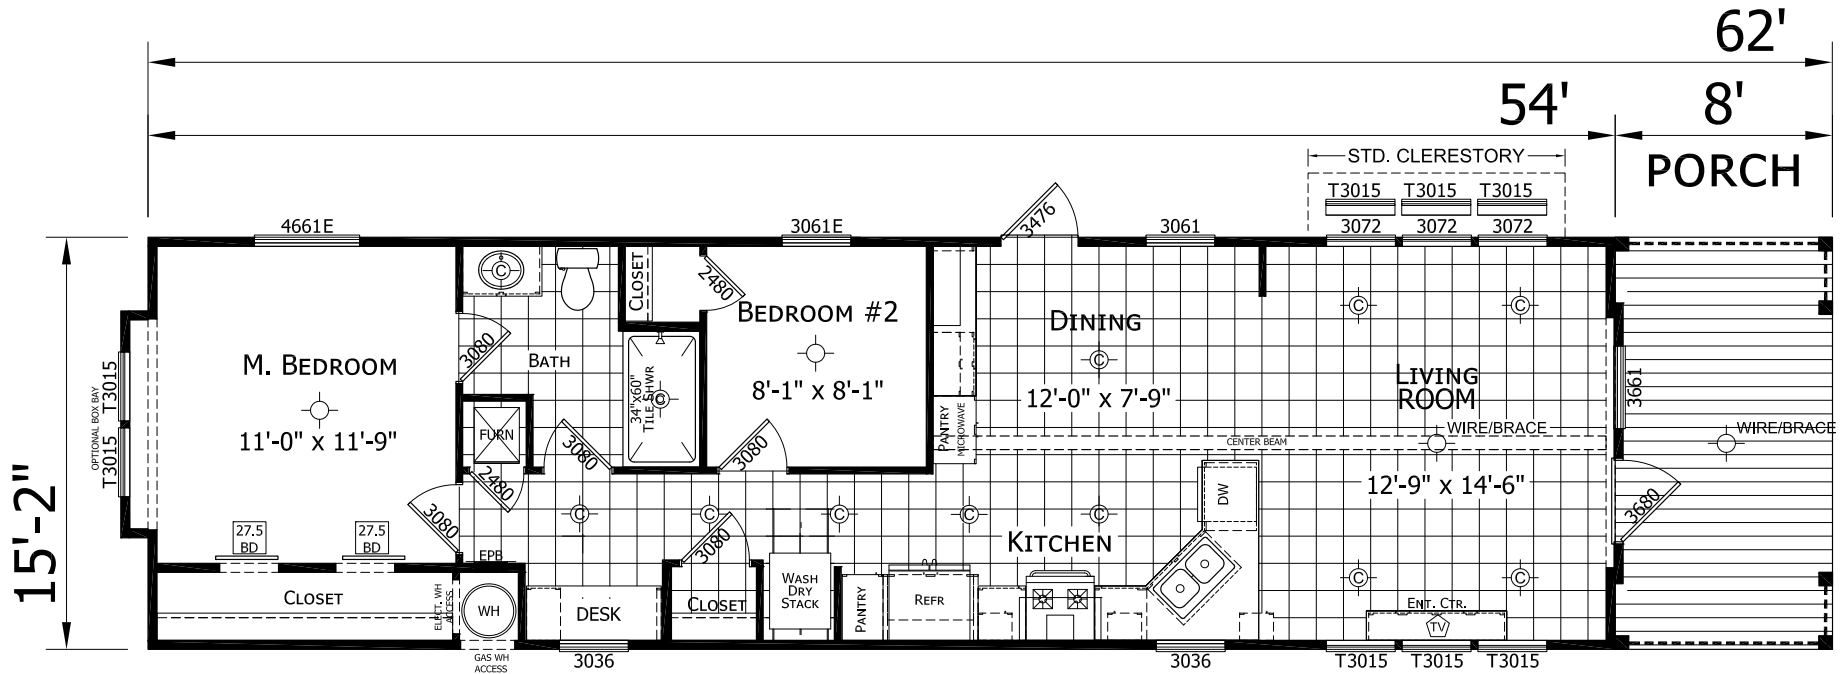 62'
54'
8'
STD. CLERESTORY
PORCH
T3015 T3015 T3015
4661E
3061E
3476
3061
3072 3072 3072
CLOSET
2480
BEDROOM #2
8'-1" x 8'-1"
DINING
12'-0" x 7'-9"
C
C
C
C
C
M. BEDROOM
11'-0" x 11'-9"
3080
BATH
34"x60"
TILE SHWR
C
LIVING
ROOM
12'-9" x 14'-6"
3661
T3015
T3015
OPTIONAL BOX BAY
FURN
2480
3080
3080
PANTRY
MICROWAVE
CENTER BEAM
WIRE/BRACE
WIRE/BRACE
15'-2"
3080
27.5
BD
27.5
BD
EPB
C
C
C
C
C
3080
KITCHEN
DW
3680
C
C
CLOSET
ELECT. WH
ACCESS
WH
DESK
CLOSET
WASH
DRY
STACK
PANTRY
REFR
ENT. CTR.
TV
GAS WH
ACCESS
3036
3036
T3015 T3015 T3015